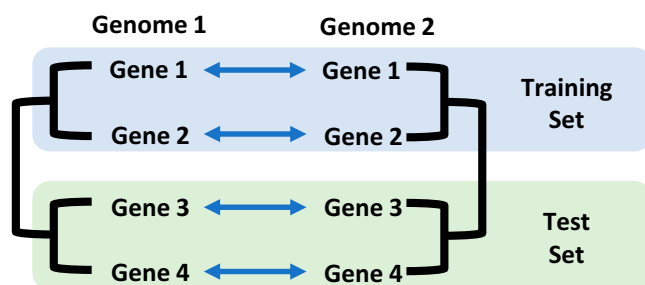 Genome 1 Genome 2
Gene 1 Gene 1
Gene 2 Gene 2
Training
Set
Gene 3 Gene 3
Gene 4 Gene 4
Test
Set